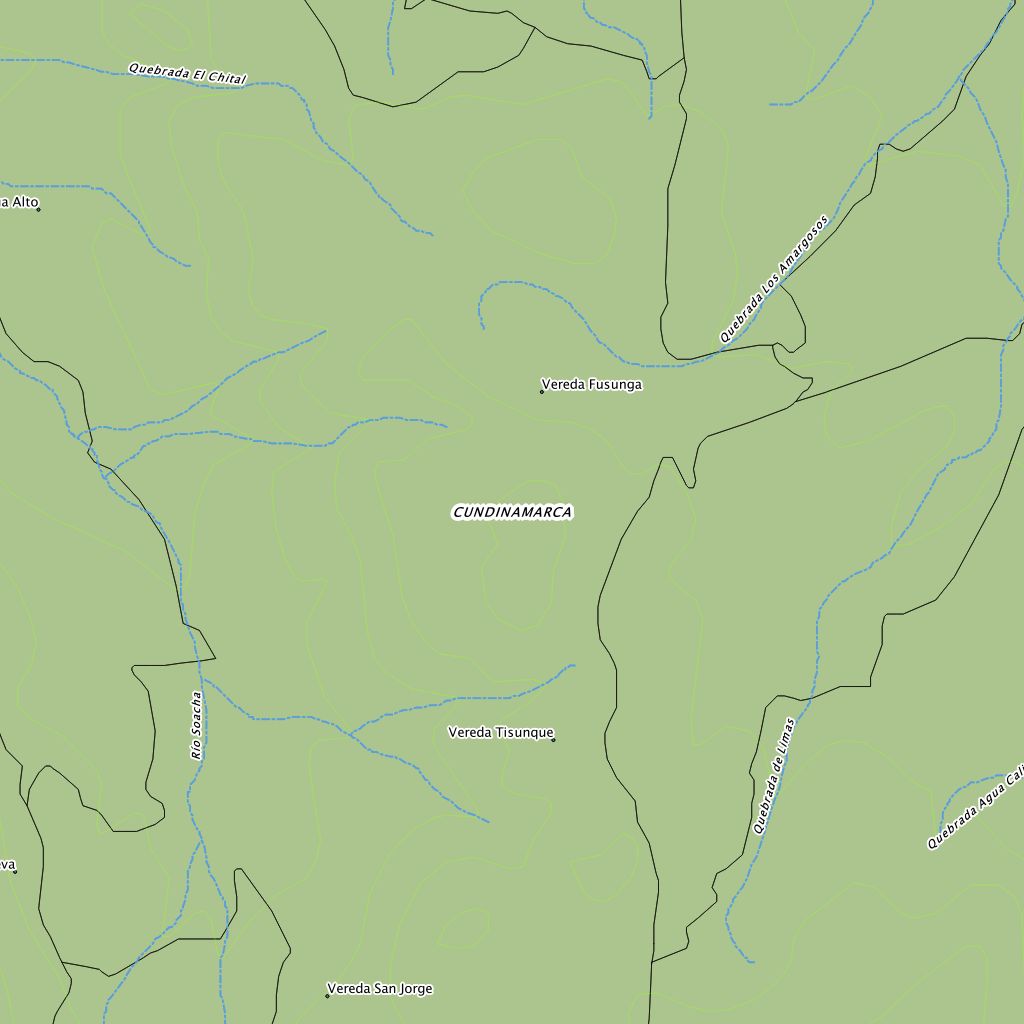 Quebrada El Chital
a Alto
Quebrada Los Amargosos
Vereda Fusunga
CUNDINAMARCA
Río Soacha
Vereda Tisunque
Quebrada de Limas
Quebrada Agua Cali
va
Vereda San Jorge